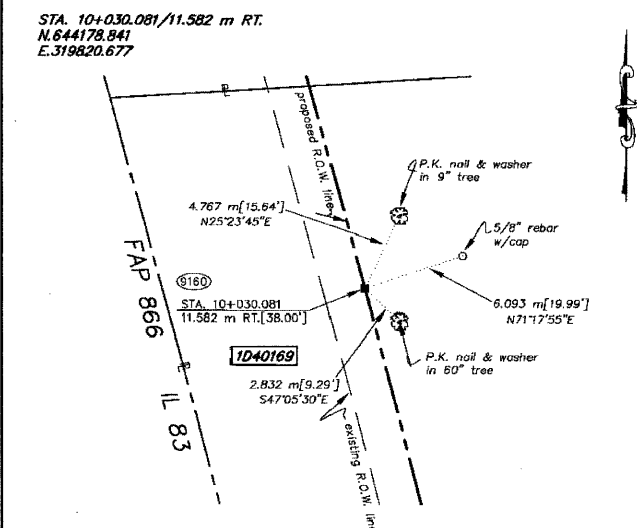 STA. 10+030.081/11.582 m RT.
N.644178.841
E.319820.677
PL
proposed R.O.W. line
P.K. nail & washer
in 9" tree
4.767 m[15.64']
N25°23'45"E
5/8" rebar
w/cap
FAP 866
9160
STA. 10+030.081
11.582 m RT.[38.00']
6.093 m[19.99']
N71°17'55"E
1D40169
P.K. nail & washer
in 60" tree
2.832 m[9.29']
S47°05'30"E
IL 83
existing R.O.W. line